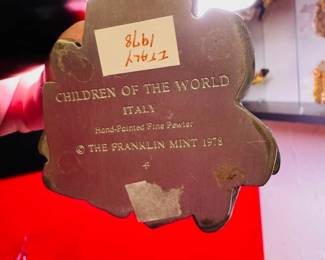 ITALY
1978
CHILDREN OF THE WORLD
ITALY
Hand-Painted Fine Pewter
© THE FRANKLIN MINT 1978